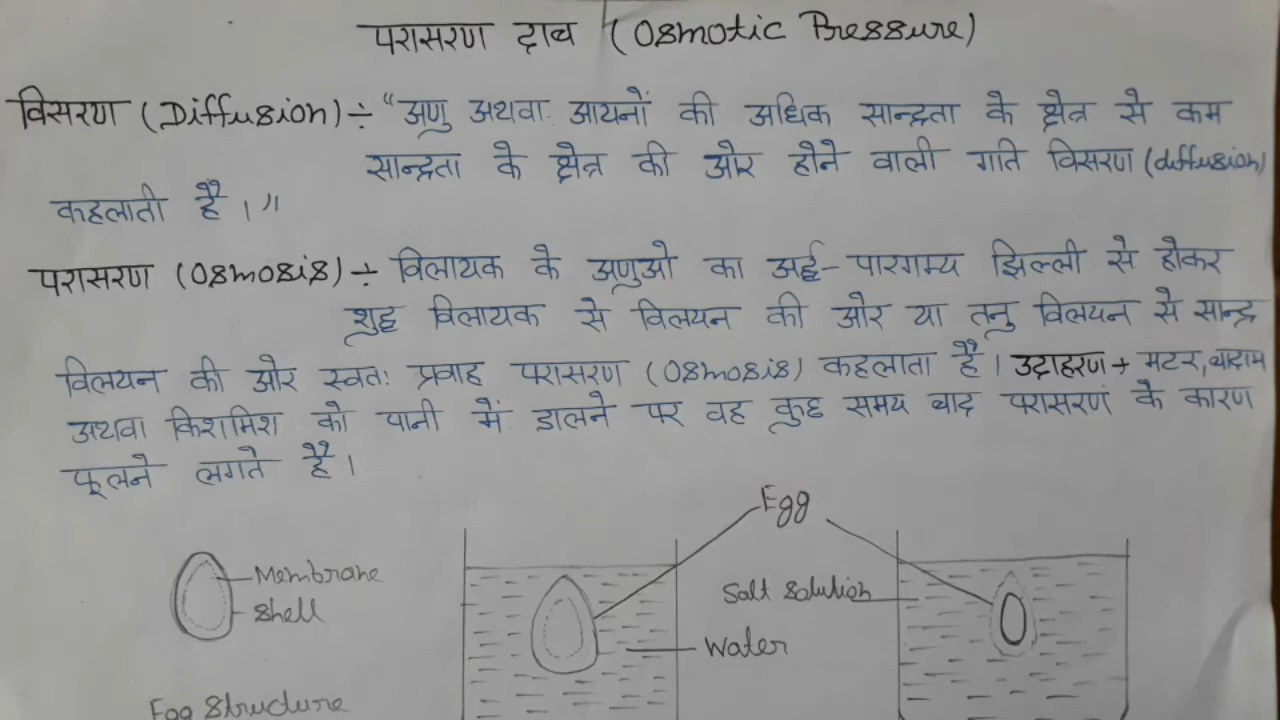 परासरण दाब (Osmotic Pressure)
विसरण (Diffusion) ÷ "अणु अथवा आयनों की अधिक सान्द्रता के क्षेत्र से कम
सान्द्रता के क्षेत्र की ओर होने वाली गति विसरण (diffusion)
कहलाती है।"
परासरण (Osmosis) ÷ विलायक के अणुओ का अर्द्ध-पारगम्य झिल्ली से होकर
शुद्ध विलायक से विलयन की ओर या तनु विलयन से सान्द्र
विलयन की ओर स्वतः प्रवाह परासरण (Osmosis) कहलाता है। उदाहरण ÷ मटर, बादाम
अथवा किशमिश को पानी में डालने पर वह कुछ समय बाद परासरण के कारण
फूलने लगते है।
Egg
Membrane
Shell
Salt solution
Water
Egg Structure